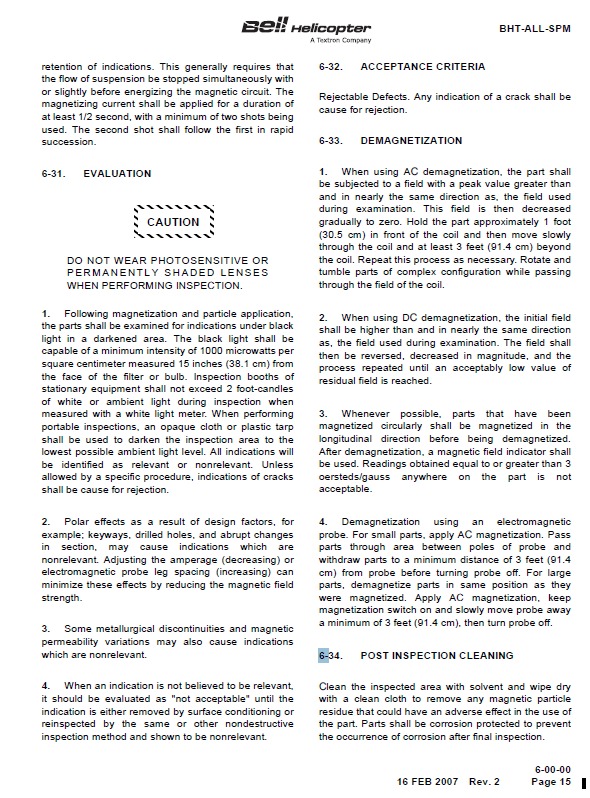 Bell Helicopter
A Textron Company
BHT-ALL-SPM
retention of indications. This generally requires that
the flow of suspension be stopped simultaneously with
or slightly before energizing the magnetic circuit. The
magnetizing current shall be applied for a duration of
at least 1/2 second, with a minimum of two shots being
used. The second shot shall follow the first in rapid
succession.
6-31. EVALUATION
CAUTION
DO NOT WEAR PHOTOSENSITIVE OR
PERMANENTLY SHADED LENSES
WHEN PERFORMING INSPECTION.
1. Following magnetization and particle application,
the parts shall be examined for indications under black
light in a darkened area. The black light shall be
capable of a minimum intensity of 1000 microwatts per
square centimeter measured 15 inches (38.1 cm) from
the face of the filter or bulb. Inspection booths of
stationary equipment shall not exceed 2 foot-candles
of white or ambient light during inspection when
measured with a white light meter. When performing
portable inspections, an opaque cloth or plastic tarp
shall be used to darken the inspection area to the
lowest possible ambient light level. All indications will
be identified as relevant or nonrelevant. Unless
allowed by a specific procedure, indications of cracks
shall be cause for rejection.
2. Polar effects as a result of design factors, for
example; keyways, drilled holes, and abrupt changes
in section, may cause indications which are
nonrelevant. Adjusting the amperage (decreasing) or
electromagnetic probe leg spacing (increasing) can
minimize these effects by reducing the magnetic field
strength.
3. Some metallurgical discontinuities and magnetic
permeability variations may also cause indications
which are nonrelevant.
4. When an indication is not believed to be relevant,
it should be evaluated as "not acceptable" until the
indication is either removed by surface conditioning or
reinspected by the same or other nondestructive
inspection method and shown to be nonrelevant.
6-32. ACCEPTANCE CRITERIA
Rejectable Defects. Any indication of a crack shall be
cause for rejection.
6-33. DEMAGNETIZATION
1. When using AC demagnetization, the part shall
be subjected to a field with a peak value greater than
and in nearly the same direction as, the field used
during examination. This field is then decreased
gradually to zero. Hold the part approximately 1 foot
(30.5 cm) in front of the coil and then move slowly
through the coil and at least 3 feet (91.4 cm) beyond
the coil. Repeat this process as necessary. Rotate and
tumble parts of complex configuration while passing
through the field of the coil.
2. When using DC demagnetization, the initial field
shall be higher than and in nearly the same direction
as, the field used during examination. The field shall
then be reversed, decreased in magnitude, and the
process repeated until an acceptably low value of
residual field is reached.
3. Whenever possible, parts that have been
magnetized circularly shall be magnetized in the
longitudinal direction before being demagnetized.
After demagnetization, a magnetic field indicator shall
be used. Readings obtained equal to or greater than 3
oersteds/gauss anywhere on the part is not
acceptable.
4. Demagnetization using an electromagnetic
probe. For small parts, apply AC magnetization. Pass
parts through area between poles of probe and
withdraw parts to a minimum distance of 3 feet (91.4
cm) from probe before turning probe off. For large
parts, demagnetize parts in same position as they
were magnetized. Apply AC magnetization, keep
magnetization switch on and slowly move probe away
a minimum of 3 feet (91.4 cm), then turn probe off.
6-34. POST INSPECTION CLEANING
Clean the inspected area with solvent and wipe dry
with a clean cloth to remove any magnetic particle
residue that could have an adverse effect in the use of
the part. Parts shall be corrosion protected to prevent
the occurrence of corrosion after final inspection.
6-00-00
16 FEB 2007 Rev. 2 Page 15